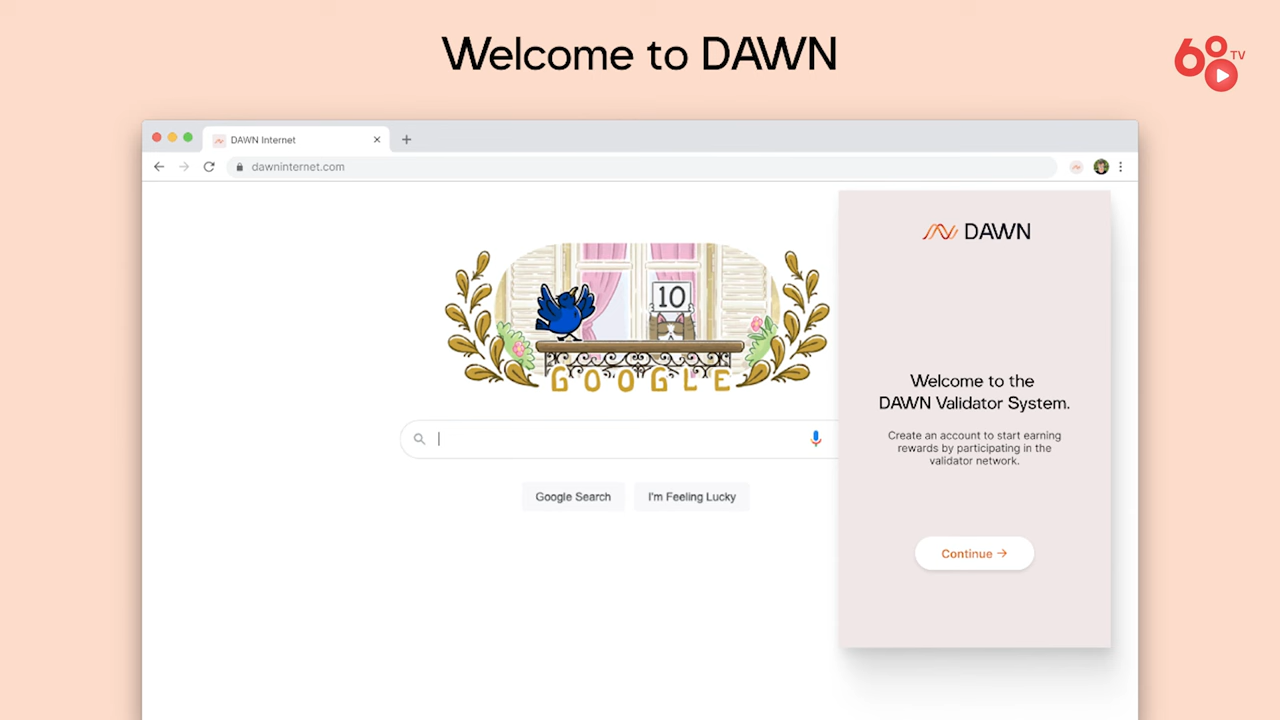 Welcome to DAWN
68 TV
DAWN Internet
dawninternet.com
DAWN
10
GOOGLE
Welcome to the
DAWN Validator System.
Create an account to start earning
rewards by participating in the
validator network.
Google Search
I'm Feeling Lucky
Continue →